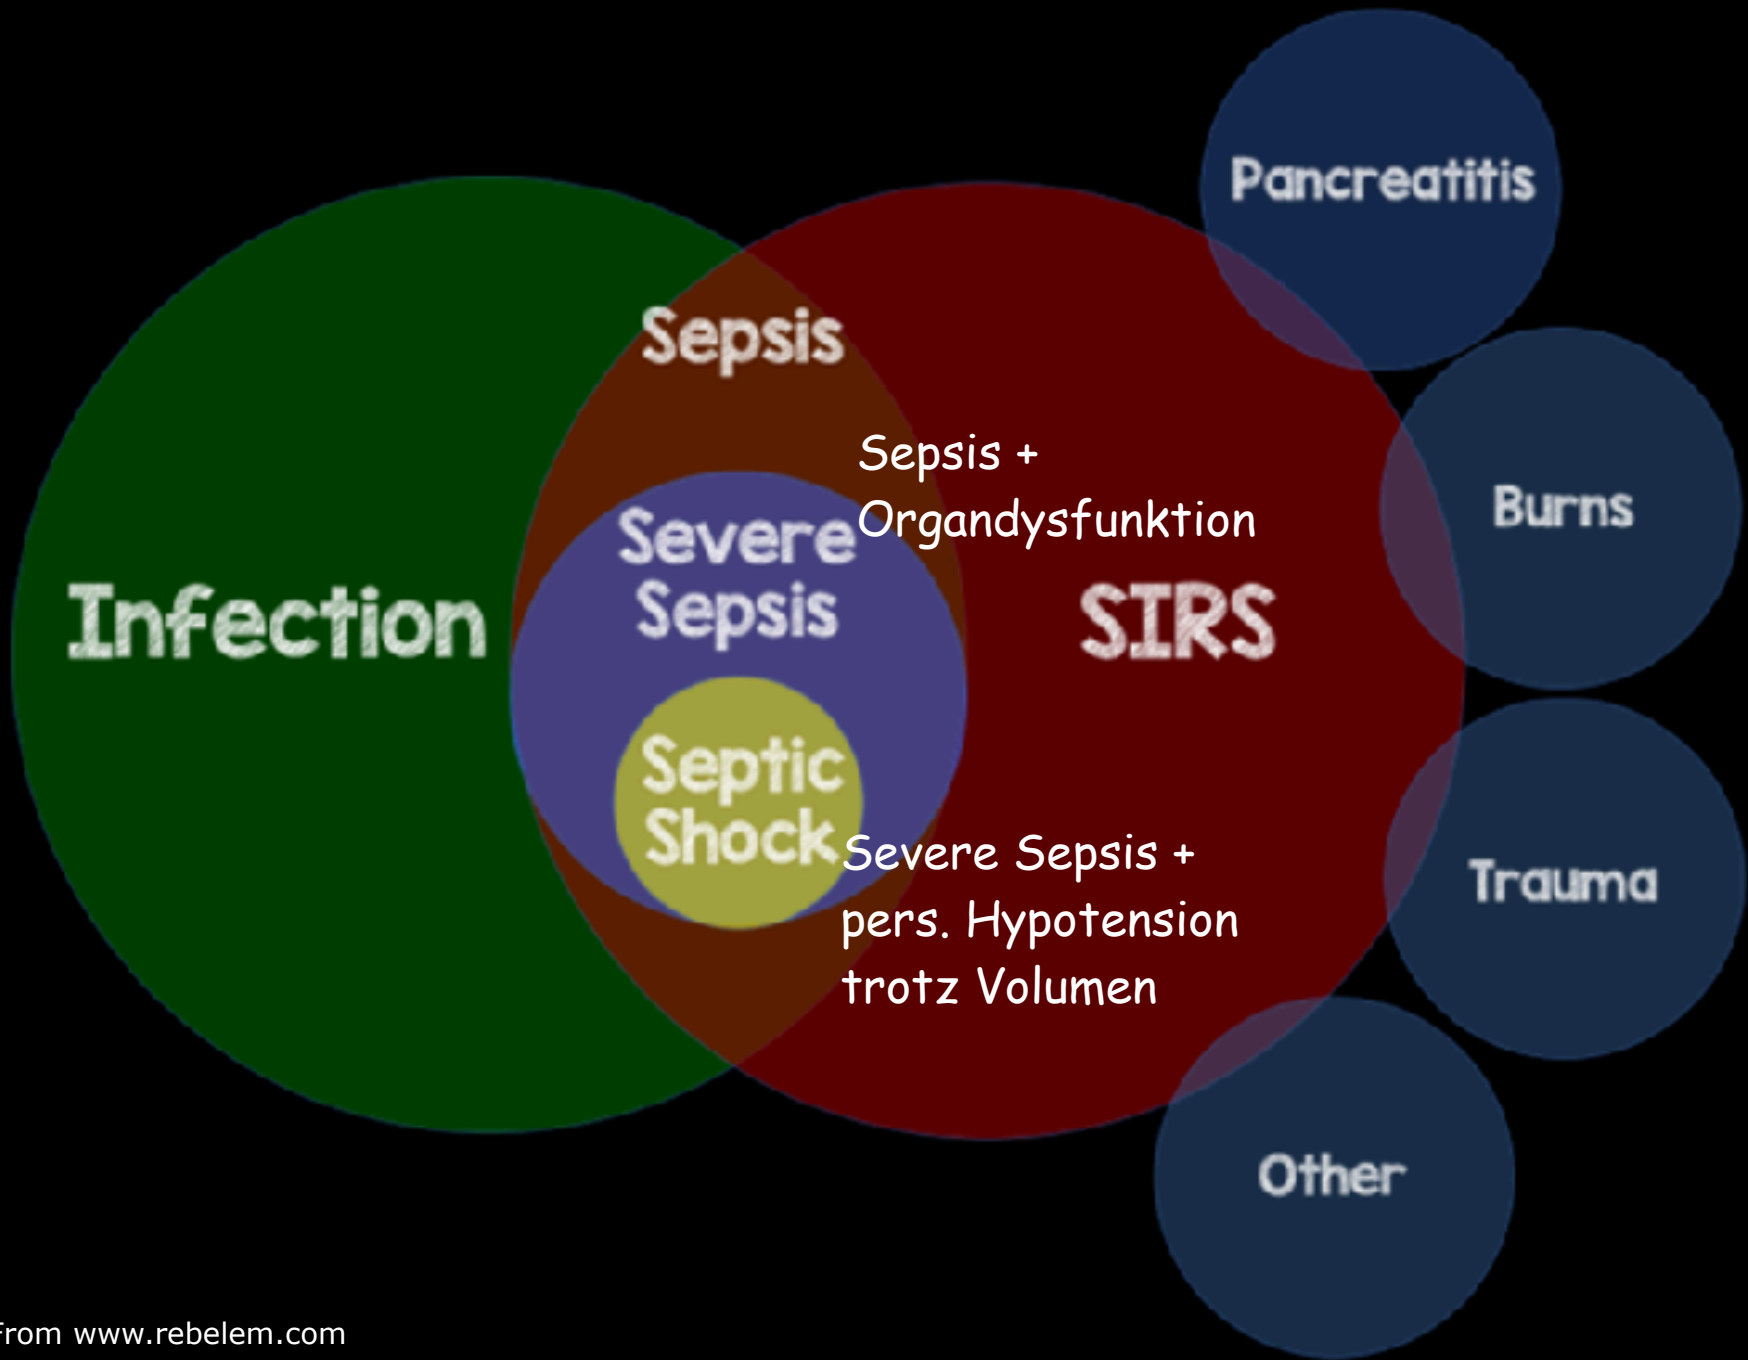 Pancreatitis
Sepsis
Sepsis +
Organdysfunktion
Burns
Severe
Sepsis
Infection
SIRS
Septic
Shock
Severe Sepsis +
pers. Hypotension
trotz Volumen
Trauma
Other
from www.rebelem.com